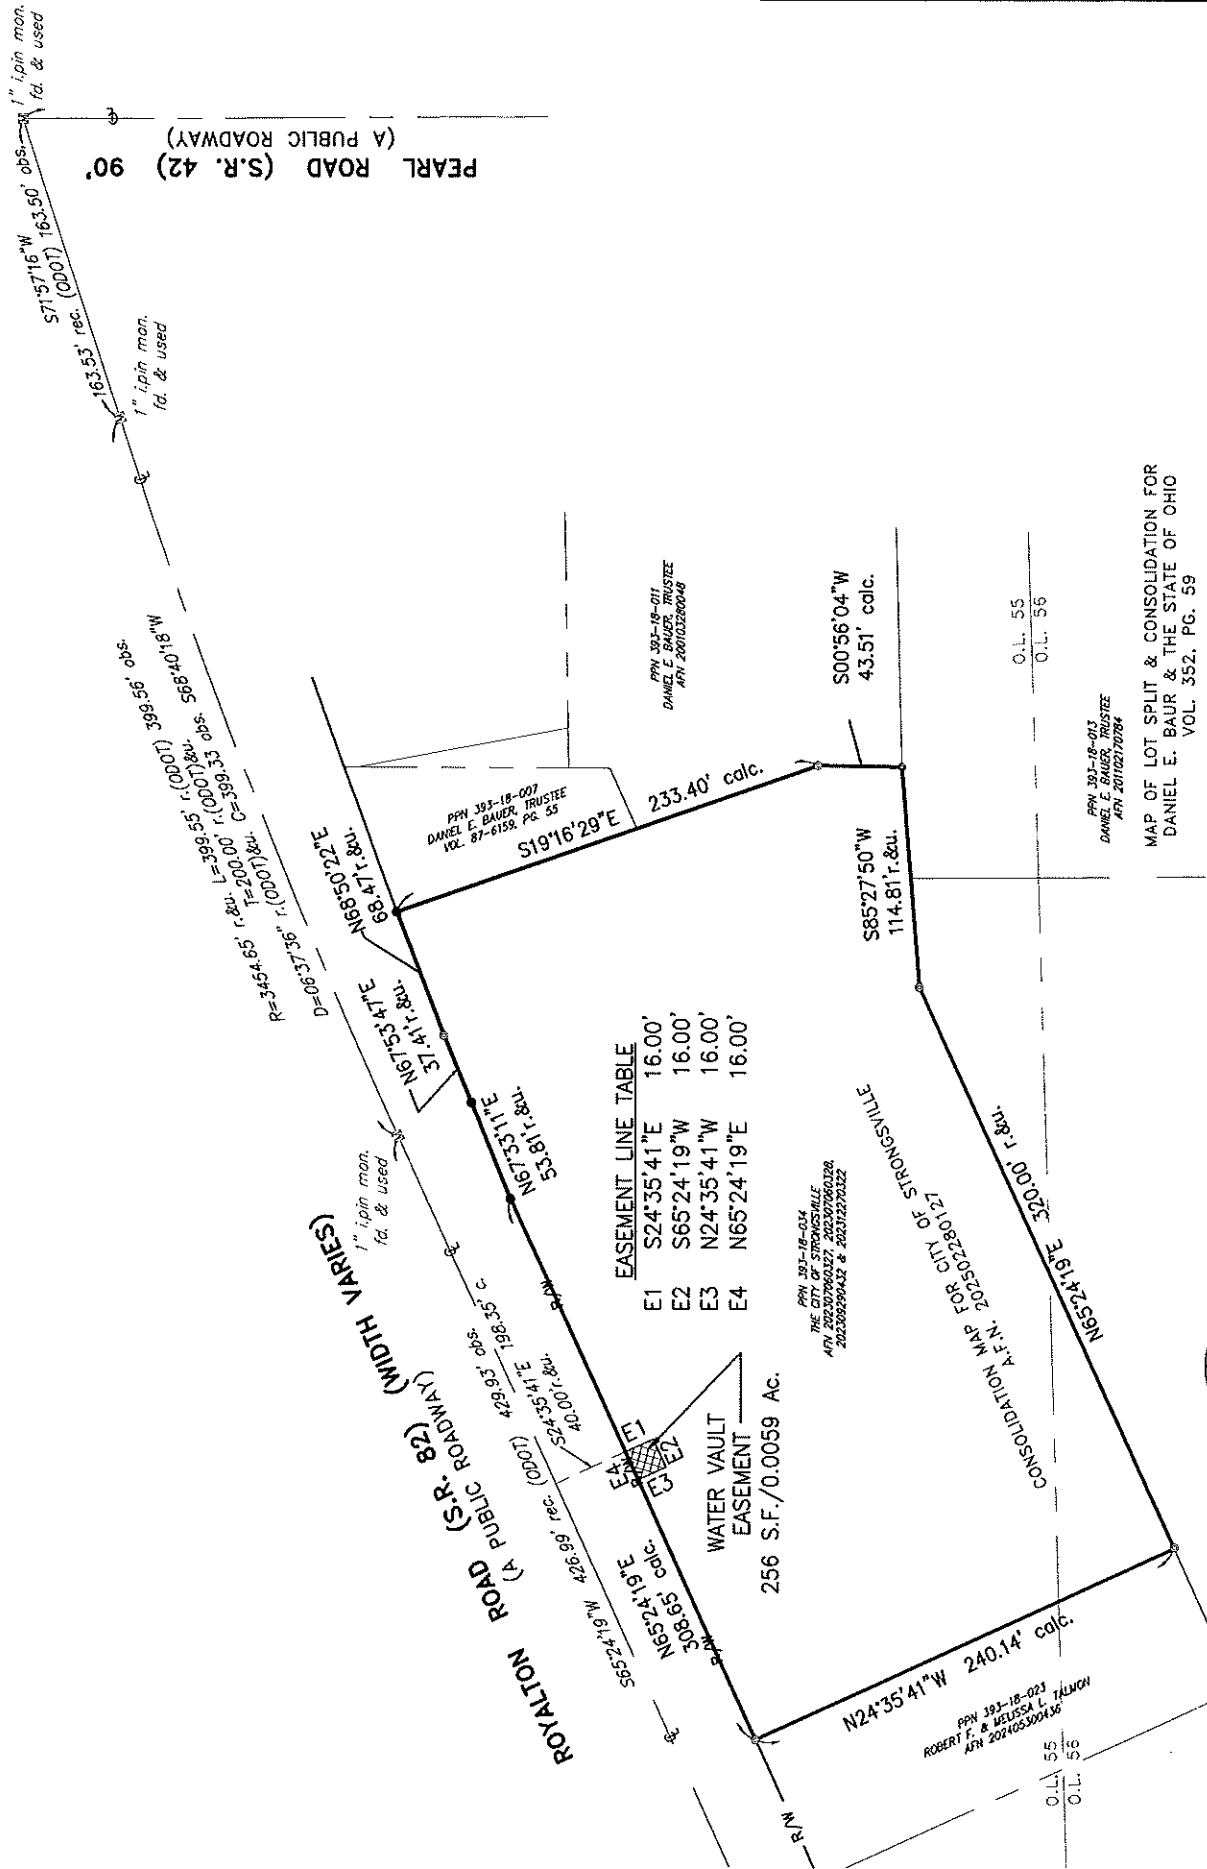 1" i.pin mon.
fd. & used
PEARL ROAD (S.R. 42) 90'
(A PUBLIC ROADWAY)
S71°57'16"W
163.53' rec. (ODOT) 163.50' obs.
1" i.pin mon.
fd. & used
R=3454.65' r.&u. L=399.55' r.(ODOT) 399.56' obs.
T=200.00' r.(ODOT)&u.
D=06°37'36" r.(ODOT)&u. C=399.33 obs. S68°40'18"W
1" i.pin mon.
fd. & used
ROYALTON ROAD (S.R. 82) (WIDTH VARIES)
(A PUBLIC ROADWAY)
S65°24'19"W 426.99' rec. (ODOT) 429.93' obs.
198.35' c.
S24°35'41"E
40.00' r.&u.
N68°50'22"E
68.47' r.&u.
N67°53'47"E
37.41' r.&u.
N67°33'11"E
53.81' r.&u.
R/W
R/W
N65°24'19"E
308.65' calc.
R/W
R/W
E4
E1
E3
E2
WATER VAULT
EASEMENT
256 S.F./0.0059 Ac.
EASEMENT LINE TABLE
E1 S24°35'41"E 16.00'
E2 S65°24'19"W 16.00'
E3 N24°35'41"W 16.00'
E4 N65°24'19"E 16.00'
PPN 393-18-007
DANIEL E. BAUER, TRUSTEE
VOL. 87-6159, PG. 55
S19°16'29"E 233.40' calc.
PPN 393-18-011
DANIEL E. BAUER, TRUSTEE
AFN 200103280048
S00°56'04"W
43.51' calc.
S85°27'50"W
114.81' r.&u.
O.L. 55
O.L. 56
PPN 393-18-013
DANIEL E. BAUER, TRUSTEE
AFN 201102170784
MAP OF LOT SPLIT & CONSOLIDATION FOR
DANIEL E. BAUR & THE STATE OF OHIO
VOL. 352, PG. 59
PPN 393-18-034
THE CITY OF STRONGSVILLE
AFN 202307060327, 202307060328,
202309290432 & 202312270322
CONSOLIDATION MAP FOR CITY OF STRONGSVILLE
A.F.N. 202502280127
N65°24'19"E 320.00' r.&u.
N24°35'41"W 240.14' calc.
PPN 393-18-023
ROBERT F. & MELISSA L. TALMON
AFN 202405300436
O.L. 55
O.L. 56